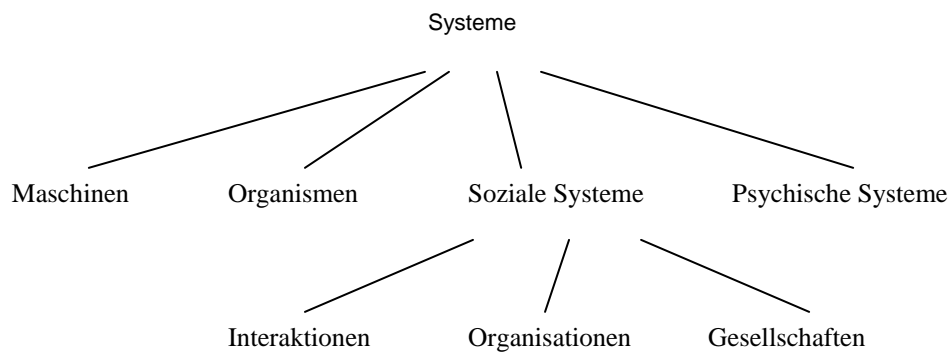 Systeme
Maschinen Organismen Soziale Systeme Psychische Systeme
Interaktionen Organisationen Gesellschaften